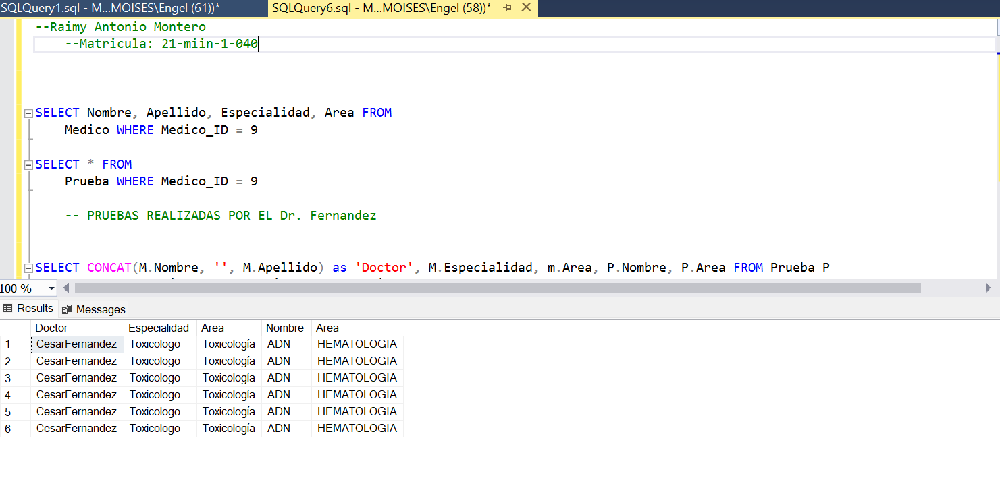 SQLQuery1.sql - M...MOISES\Engel (61))*
SQLQuery6.sql - M...MOISES\Engel (58))*
--Raimy Antonio Montero
--Matricula: 21-miin-1-040
SELECT Nombre, Apellido, Especialidad, Area FROM
Medico WHERE Medico_ID = 9
SELECT * FROM
Prueba WHERE Medico_ID = 9
-- PRUEBAS REALIZADAS POR EL Dr. Fernandez
SELECT CONCAT(M.Nombre, '', M.Apellido) as 'Doctor', M.Especialidad, m.Area, P.Nombre, P.Area FROM Prueba P
100 %
Results Messages
Doctor Especialidad Area Nombre Area
1 CesarFernandez Toxicologo Toxicología ADN HEMATOLOGIA
2 CesarFernandez Toxicologo Toxicología ADN HEMATOLOGIA
3 CesarFernandez Toxicologo Toxicología ADN HEMATOLOGIA
4 CesarFernandez Toxicologo Toxicología ADN HEMATOLOGIA
5 CesarFernandez Toxicologo Toxicología ADN HEMATOLOGIA
6 CesarFernandez Toxicologo Toxicología ADN HEMATOLOGIA